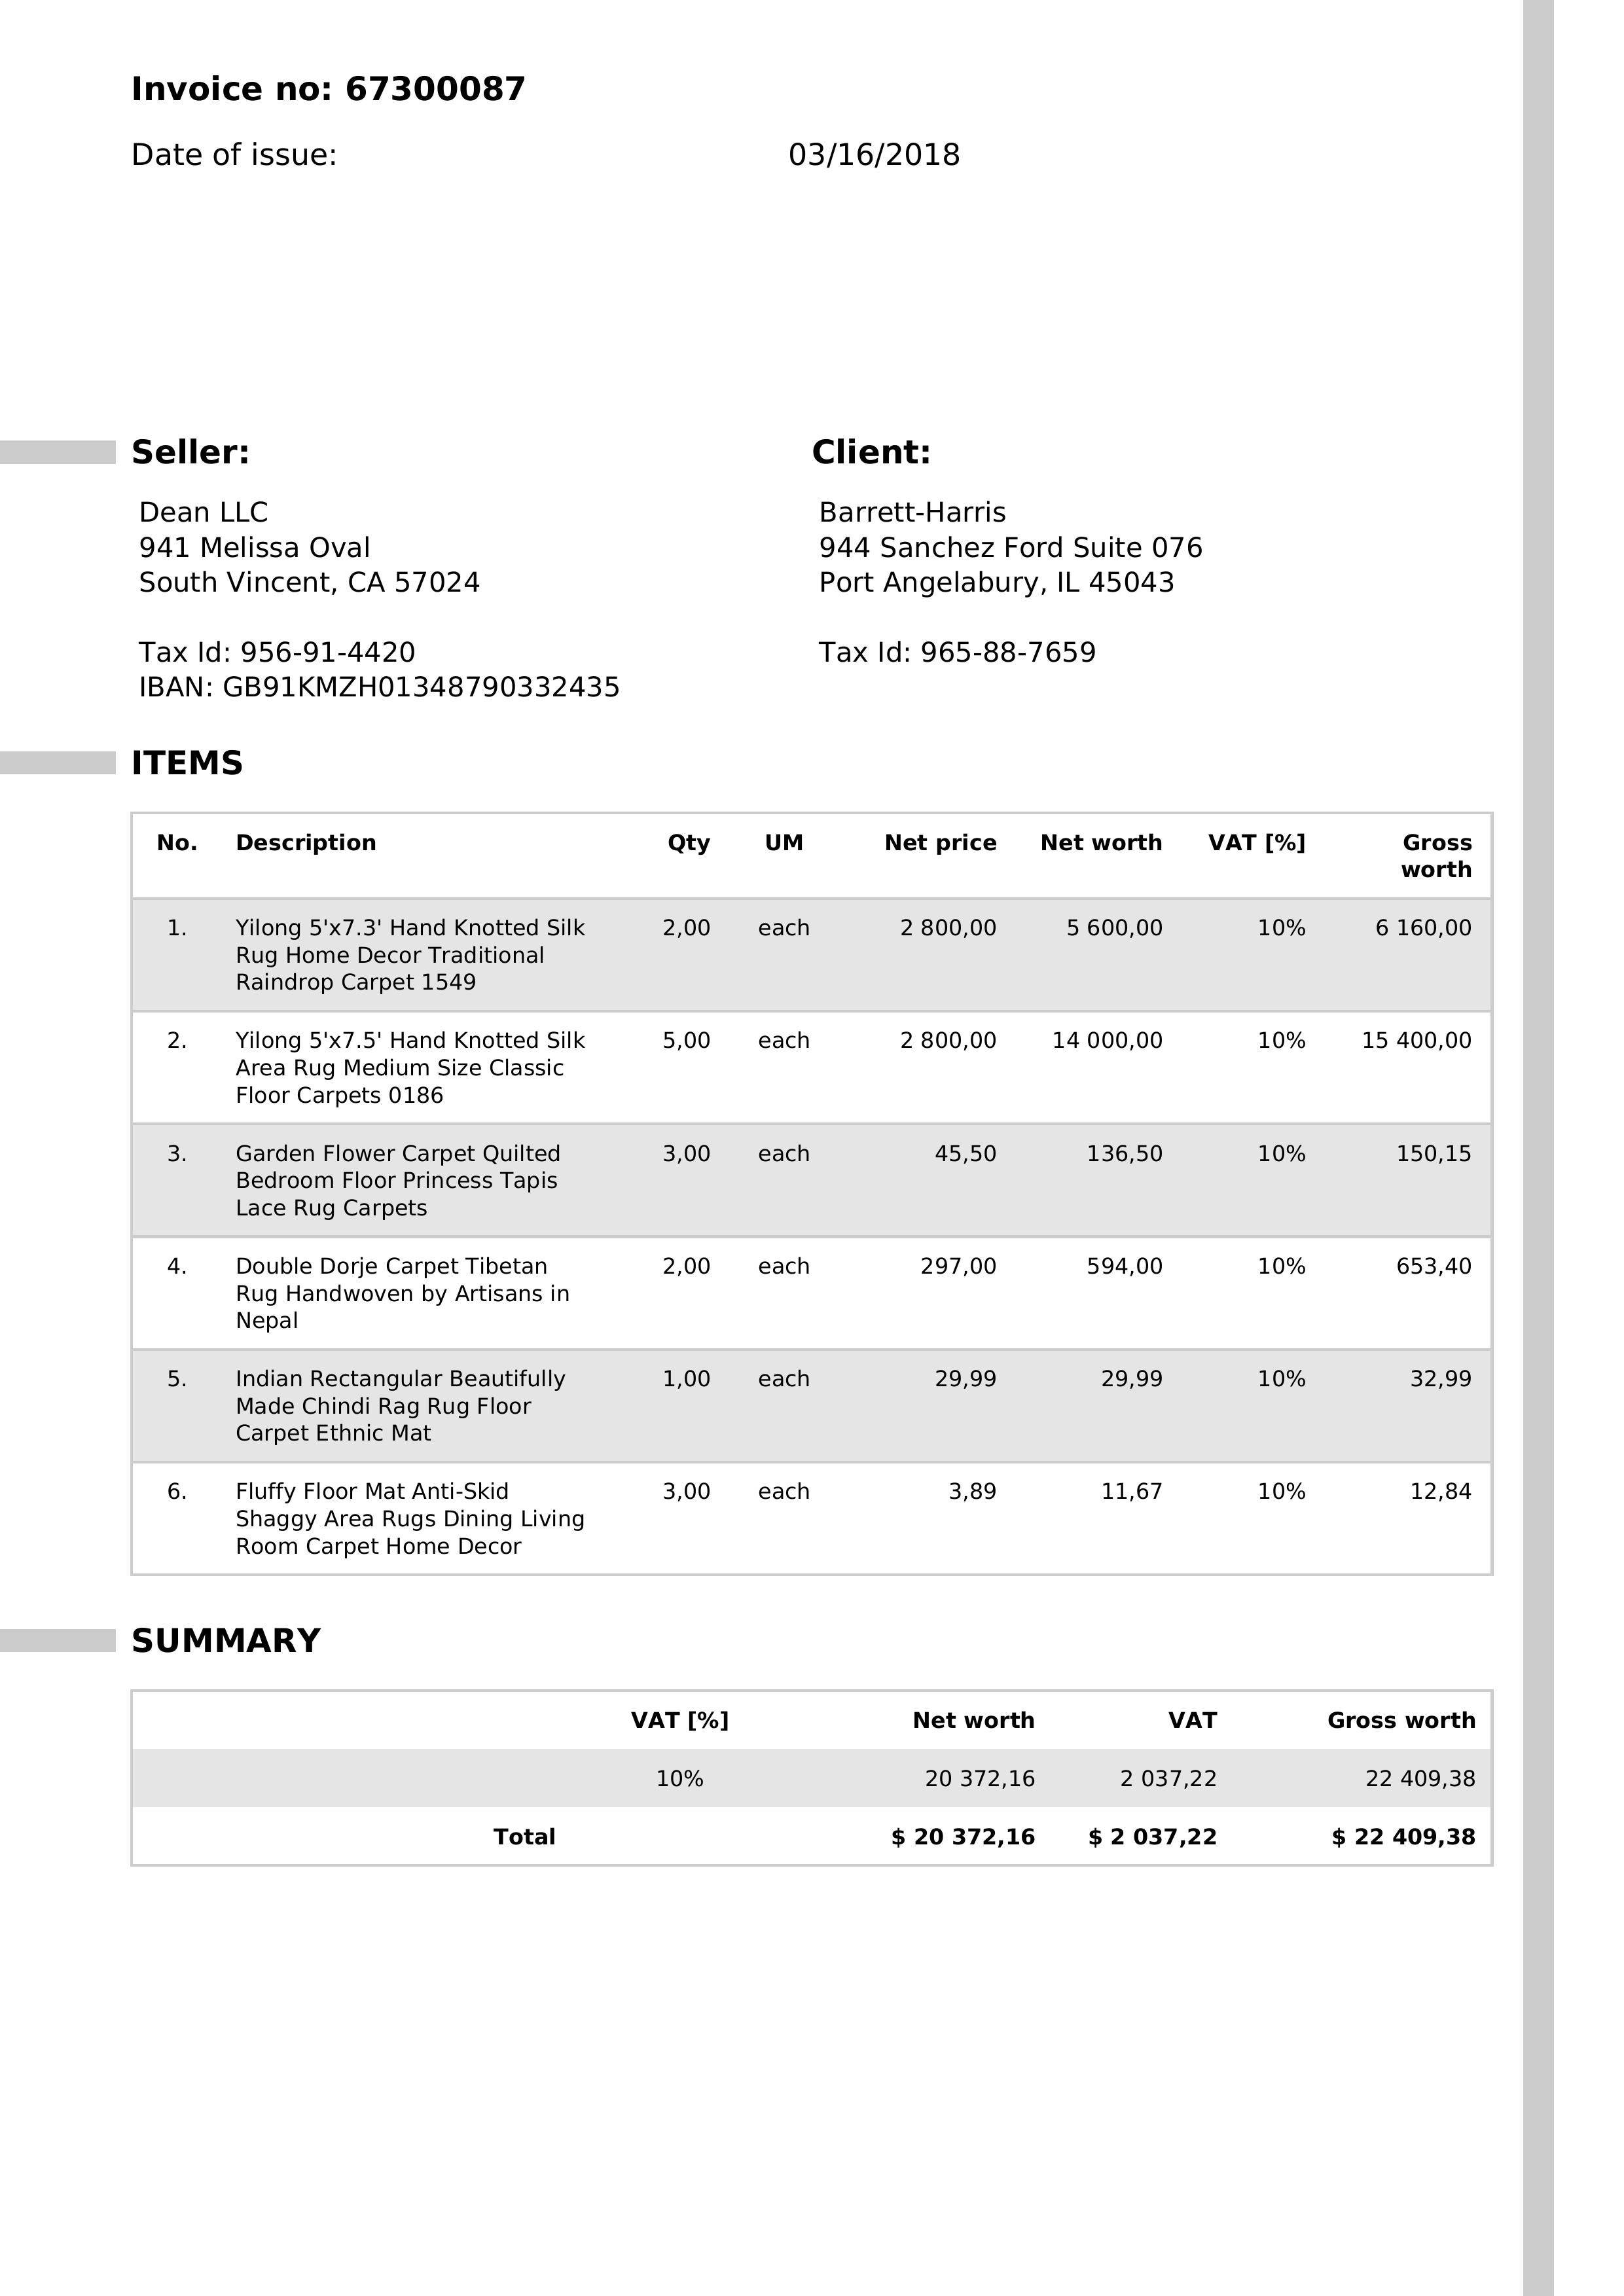 Invoice no: 67300087
Date of issue: 03/16/2018
Seller: Client:
Dean LLC Barrett-Harris
941 Melissa Oval 944 Sanchez Ford Suite 076
South Vincent, CA 57024 Port Angelabury, IL 45043
Tax Id: 956-91-4420 Tax Id: 965-88-7659
IBAN: GB91KMZH01348790332435
ITEMS
No. Description Qty UM Net price Net worth VAT [%] Gross
worth
1. Yilong 5'x7.3' Hand Knotted Silk 2,00 each 2 800,00 5 600,00 10% 6 160,00
Rug Home Decor Traditional
Raindrop Carpet 1549
2. Yilong 5'x7.5' Hand Knotted Silk 5,00 each 2 800,00 14 000,00 10% 15 400,00
Area Rug Medium Size Classic
Floor Carpets 0186
3. Garden Flower Carpet Quilted 3,00 each 45,50 136,50 10% 150,15
Bedroom Floor Princess Tapis
Lace Rug Carpets
4. Double Dorje Carpet Tibetan 2,00 each 297,00 594,00 10% 653,40
Rug Handwoven by Artisans in
Nepal
5. Indian Rectangular Beautifully 1,00 each 29,99 29,99 10% 32,99
Made Chindi Rag Rug Floor
Carpet Ethnic Mat
6. Fluffy Floor Mat Anti-Skid 3,00 each 3,89 11,67 10% 12,84
Shaggy Area Rugs Dining Living
Room Carpet Home Decor
SUMMARY
VAT [%] Net worth VAT Gross worth
10% 20 372,16 2 037,22 22 409,38
Total $ 20 372,16 $ 2 037,22 $ 22 409,38